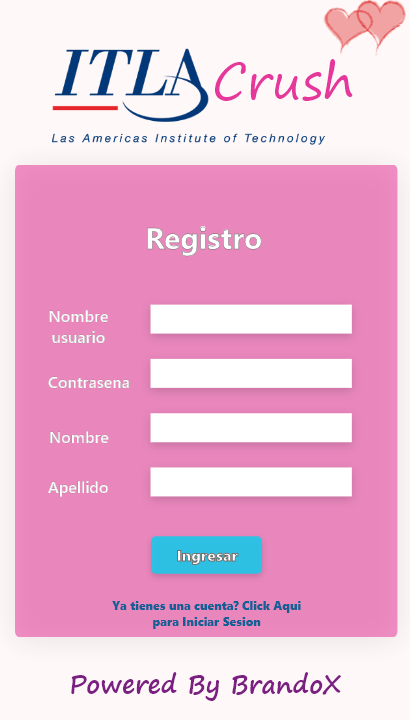 ITLA Crush
Las Americas Institute of Technology
Registro
Nombre
usuario
Contrasena
Nombre
Apellido
Ingresar
Ya tienes una cuenta? Click Aqui
para Iniciar Sesion
Powered By BrandoX